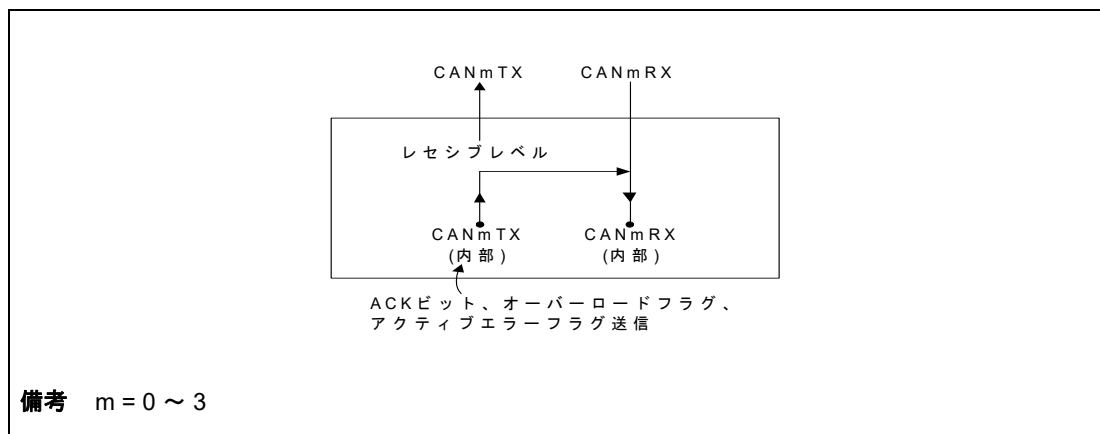 CANmTX CANmRX
レセシブレベル
CANmTX CANmRX
(内部) (内部)
ACKビット、オーバーロードフラグ、
アクティブエラーフラグ送信
備考 m = 0 ～ 3